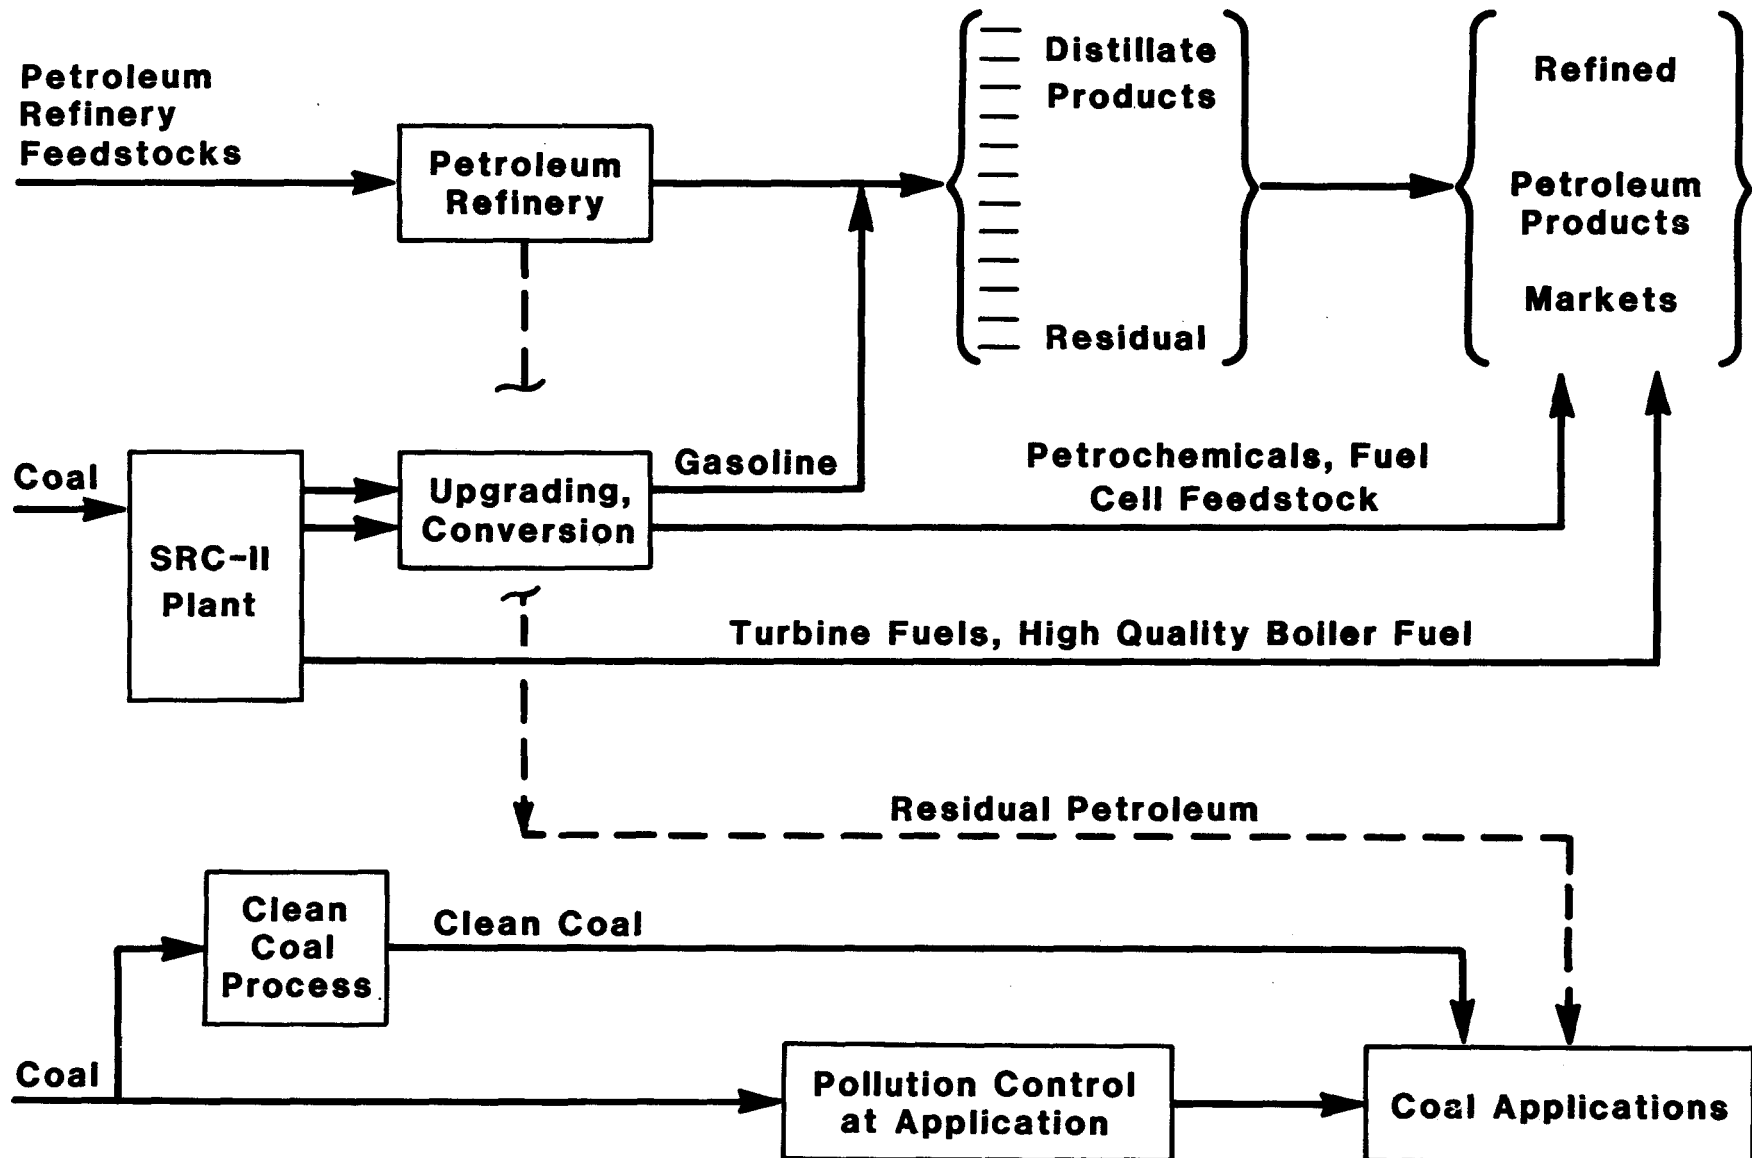 Petroleum
Refinery
Feedstocks
Petroleum
Refinery
Distillate
Products
Residual
Refined
Petroleum
Products
Markets
Coal
SRC-II
Plant
Upgrading,
Conversion
Gasoline
Petrochemicals, Fuel
Cell Feedstock
Turbine Fuels, High Quality Boiler Fuel
Residual Petroleum
Clean
Coal
Process
Clean Coal
Coal
Pollution Control
at Application
Coal Applications